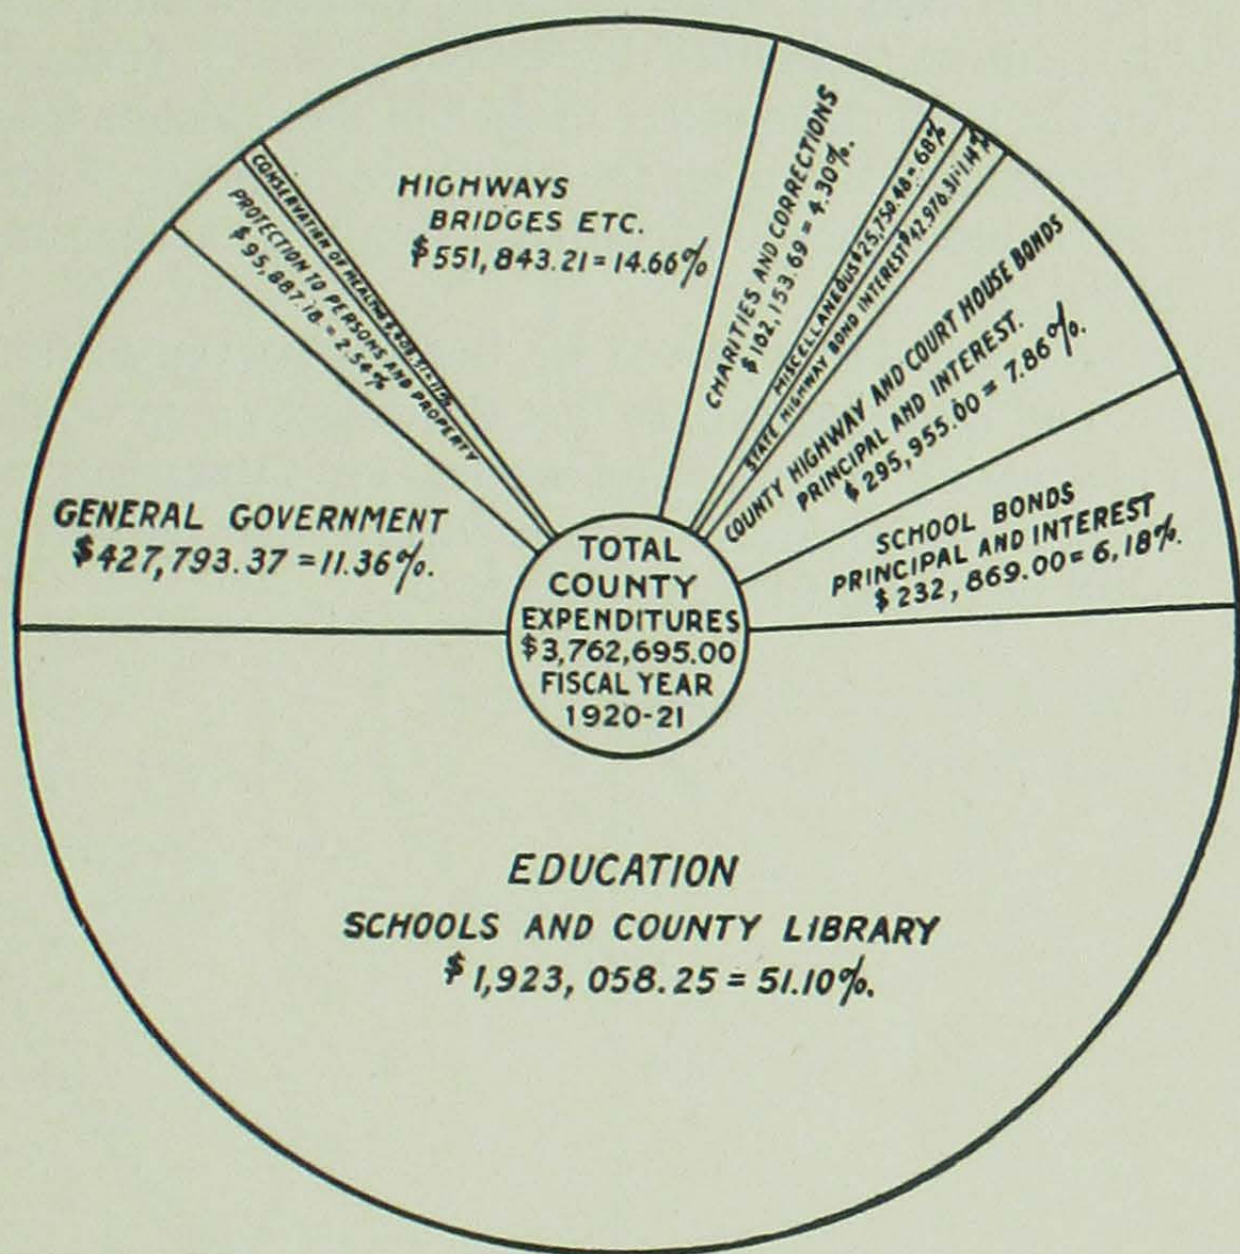 HIGHWAYS
BRIDGES ETC.
$551,843.21=14.66%
CHARITIES AND CORRECTIONS
$162,153.69 = 4.30%.
MISCELLANEOUS $25,750.48=.68%
STATE HIGHWAY BOND INTEREST $42,976.31=1.14%
COUNTY HIGHWAY AND COURT HOUSE BONDS
PRINCIPAL AND INTEREST.
$295,955.00 = 7.86%.
SCHOOL BONDS
PRINCIPAL AND INTEREST
$232,869.00=6.18%.
CONSERVATION OF HEALTH
PROTECTION TO PERSONS AND PROPERTY
$95,887.18 = 2.54%
GENERAL GOVERNMENT
$427,793.37 =11.36%.
TOTAL
COUNTY
EXPENDITURES
$3,762,695.00
FISCAL YEAR
1920-21
EDUCATION
SCHOOLS AND COUNTY LIBRARY
$1,923,058.25 = 51.10%.